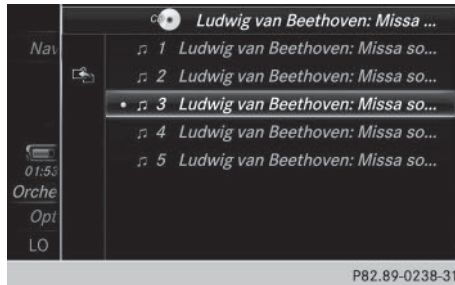 CD Ludwig van Beethoven: Missa ...
Nav
1 Ludwig van Beethoven: Missa so...
2 Ludwig van Beethoven: Missa so...
3 Ludwig van Beethoven: Missa so...
4 Ludwig van Beethoven: Missa so...
5 Ludwig van Beethoven: Missa so...
01:53
Orche
Opt
LO
P82.89-0238-31